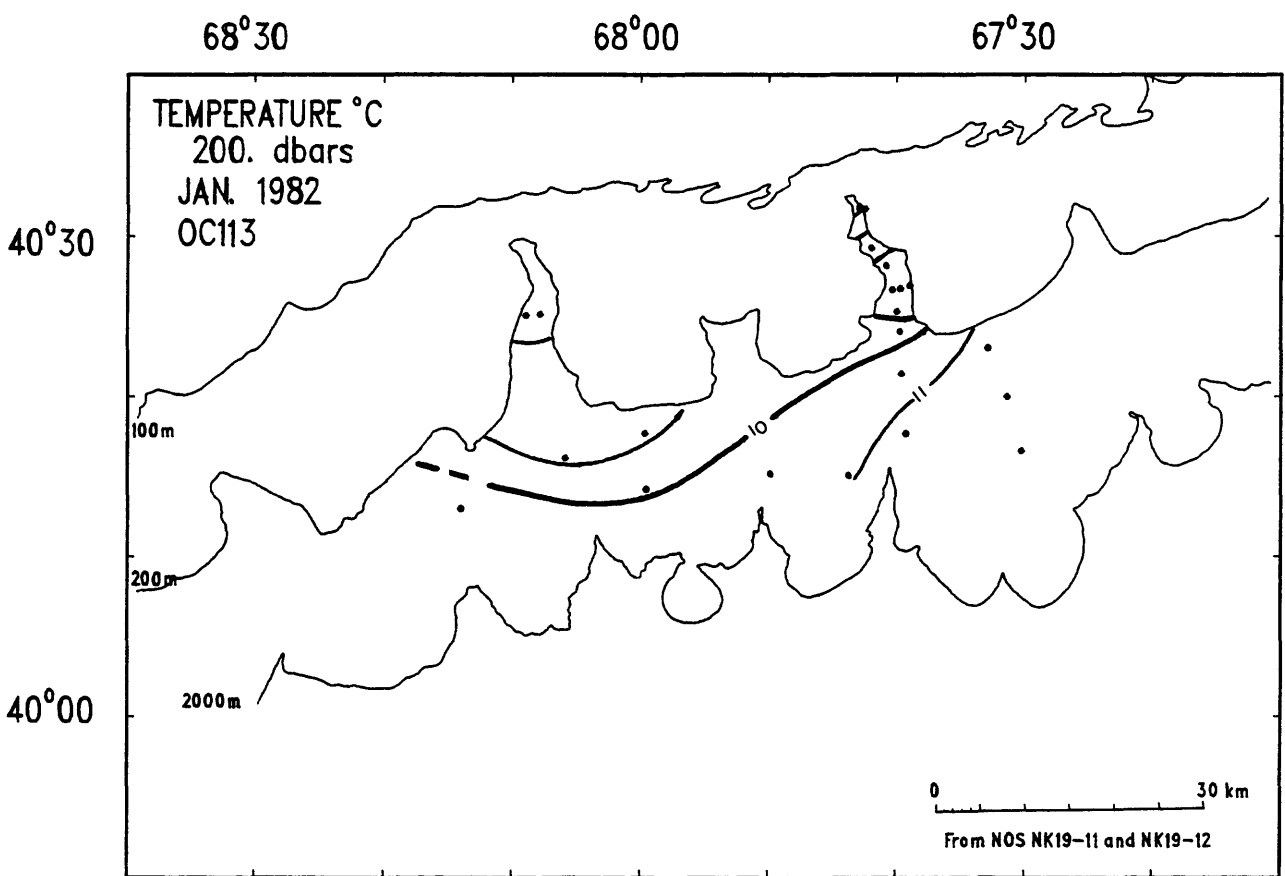 68°30 68°00 67°30
TEMPERATURE °C
200. dbars
JAN. 1982
OC113
40°30
11
10
100m
200m
2000m
40°00
0 30 km
From NOS NK19-11 and NK19-12